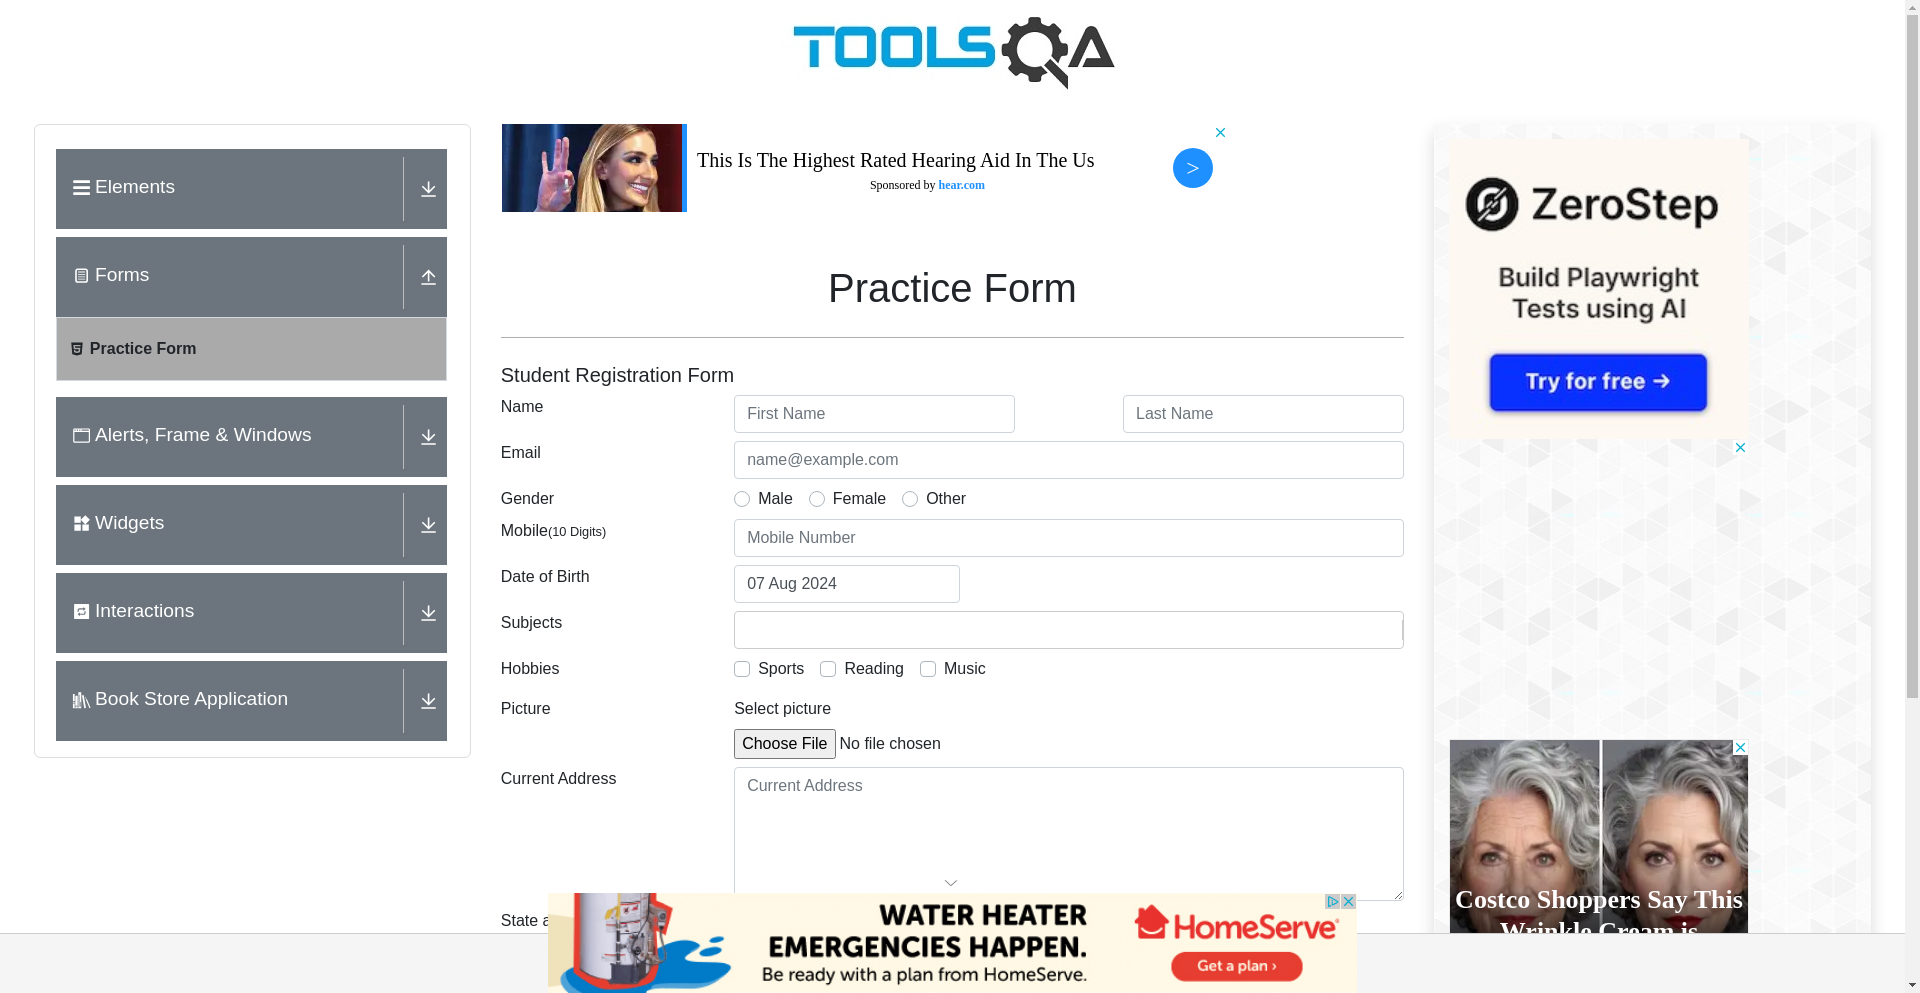 TOOLSQA
Elements
Forms
Practice Form
Alerts, Frame & Windows
Widgets
Interactions
Book Store Application
This Is The Highest Rated Hearing Aid In The Us
Sponsored by hear.com
>
Practice Form
Student Registration Form
Name
First Name
Last Name
Email
name@example.com
Gender
Male
Female
Other
Mobile(10 Digits)
Mobile Number
Date of Birth
07 Aug 2024
Subjects
Hobbies
Sports
Reading
Music
Picture
Select picture
Choose File No file chosen
Current Address
Current Address
State a
WATER HEATER
EMERGENCIES HAPPEN.
Be ready with a plan from HomeServe.
HomeServe
Get a plan ›
ZeroStep
Build Playwright
Tests using AI
Try for free →
Costco Shoppers Say This
Wrinkle Cream is